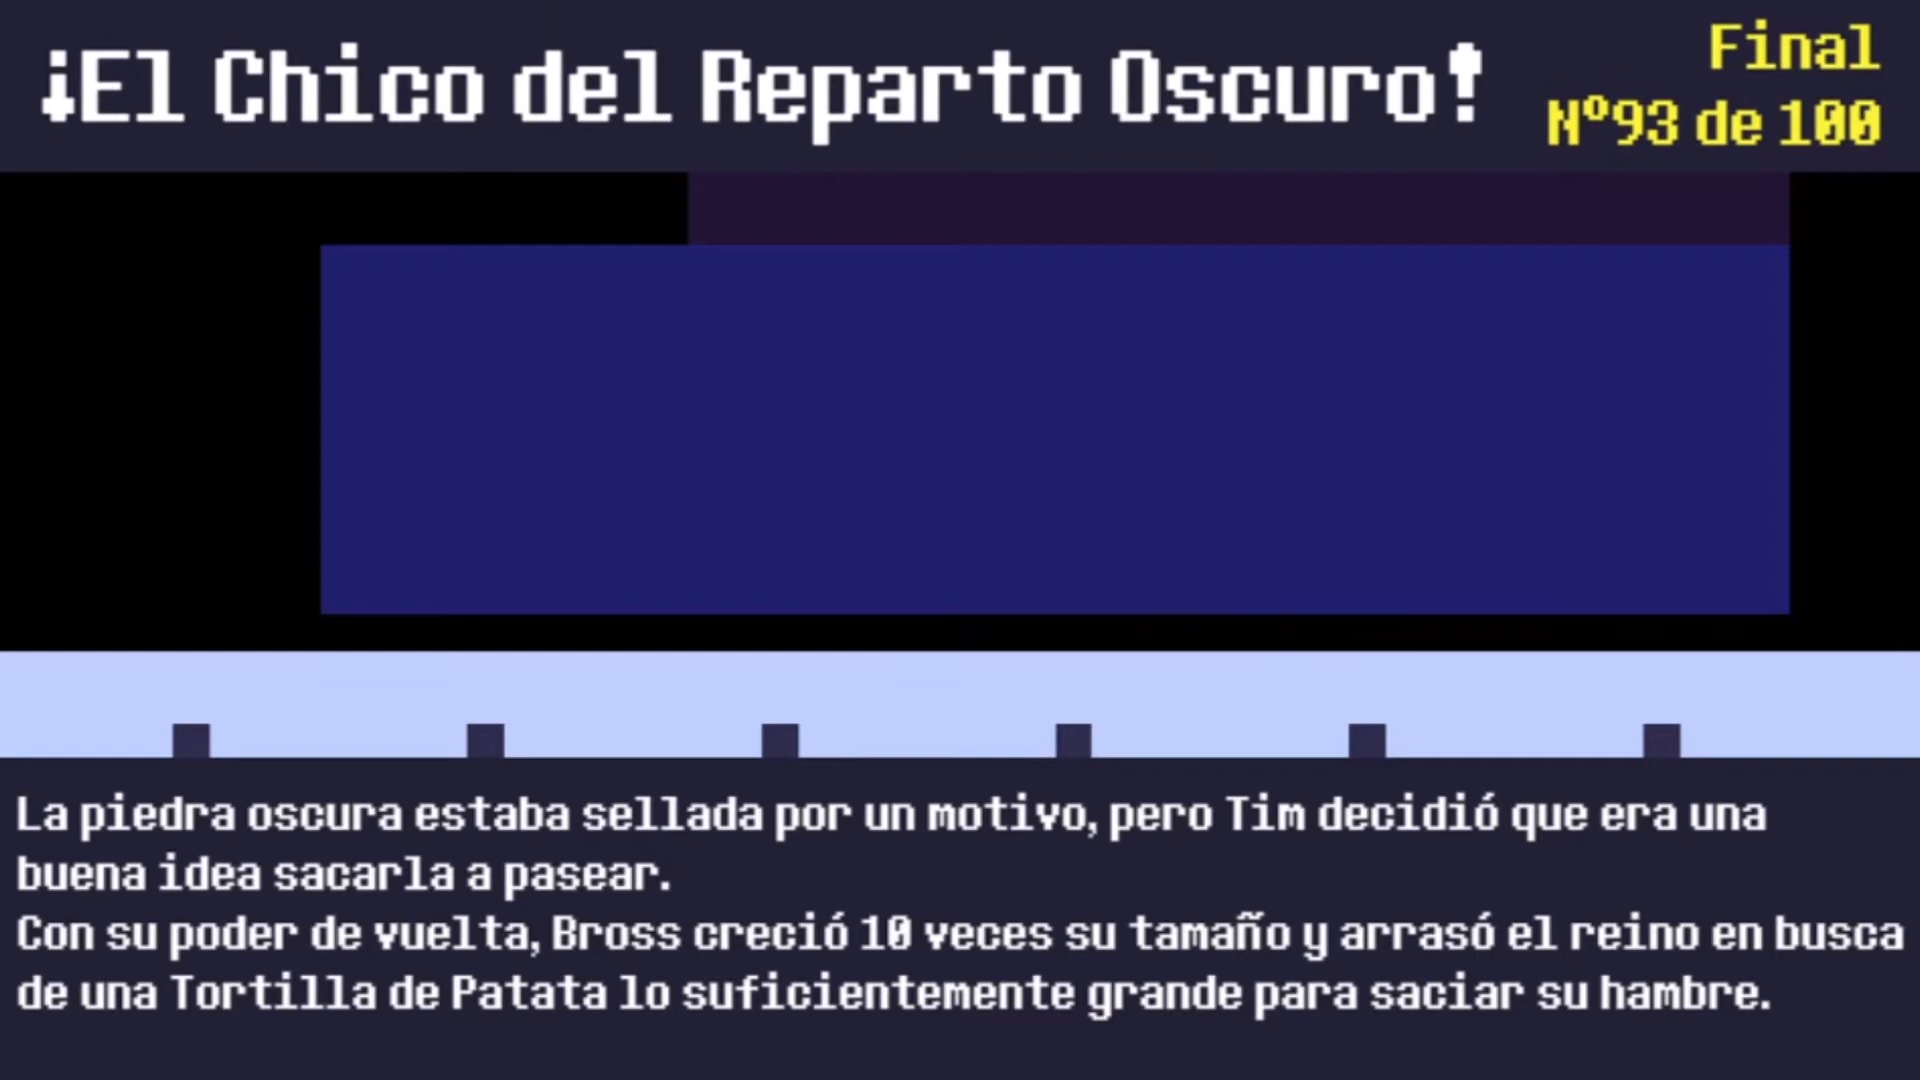 ¡El Chico del Reparto Oscuro!
Final
Nº93 de 100
La piedra oscura estaba sellada por un motivo, pero Tim decidió que era una
buena idea sacarla a pasear.
Con su poder de vuelta, Bross creció 10 veces su tamaño y arrasó el reino en busca
de una Tortilla de Patata lo suficientemente grande para saciar su hambre.